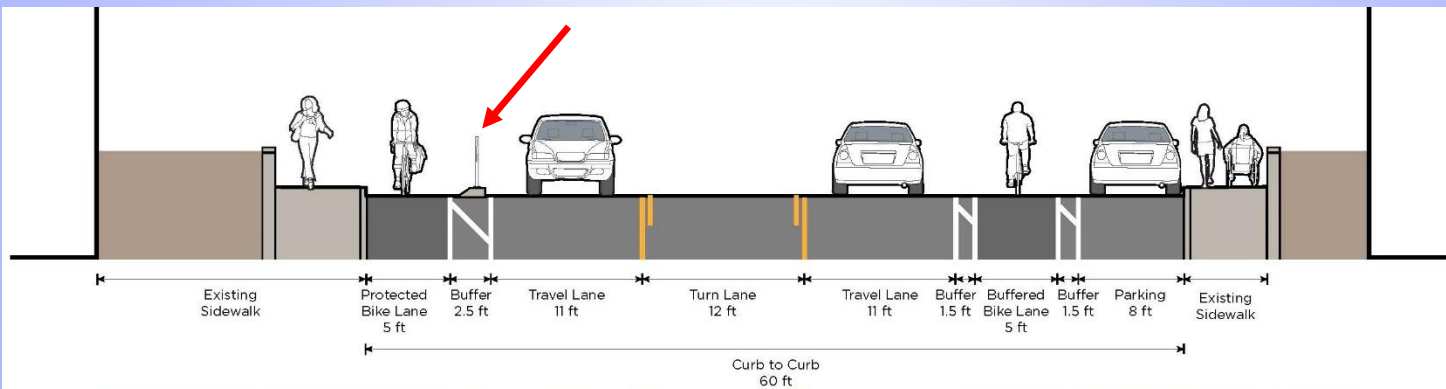 Existing
Sidewalk
Protected
Bike Lane
5 ft
Buffer
2.5 ft
Travel Lane
11 ft
Turn Lane
12 ft
Travel Lane
11 ft
Buffer
1.5 ft
Buffered
Bike Lane
5 ft
Buffer
1.5 ft
Parking
8 ft
Existing
Sidewalk
Curb to Curb
60 ft